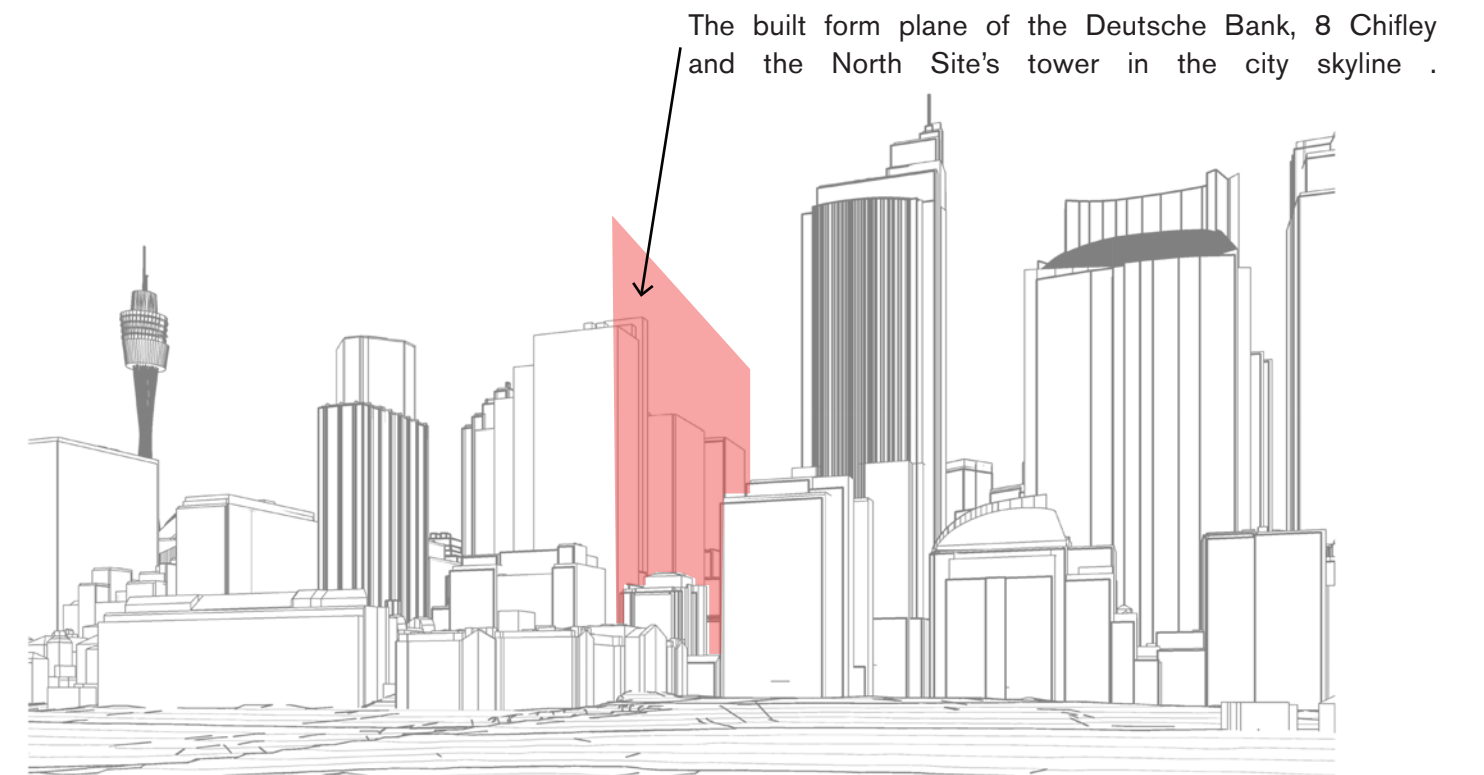 The built form plane of the Deutsche Bank, 8 Chifley
and the North Site’s tower in the city skyline .